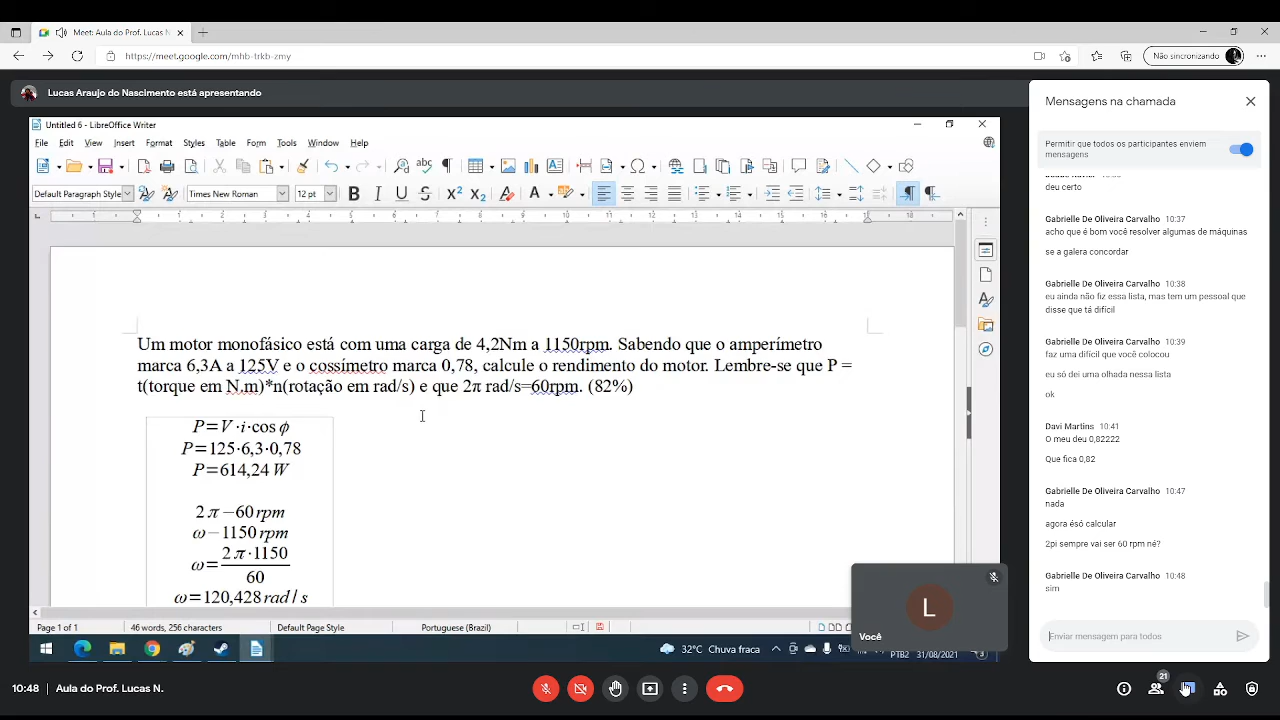 Meet: Aula do Prof. Lucas N
https://meet.google.com/mhb-trkb-zmy
Não sincronizando
Lucas Araujo do Nascimento está apresentando
Untitled 6 - LibreOffice Writer
File Edit View Insert Format Styles Table Form Tools Window Help
Default Paragraph Style Times New Roman 12 pt
Um motor monofásico está com uma carga de 4,2Nm a 1150rpm. Sabendo que o amperímetro
marca 6,3A a 125V e o cossímetro marca 0,78, calcule o rendimento do motor. Lembre-se que P =
t(torque em N.m)*n(rotação em rad/s) e que 2π rad/s=60rpm. (82%)
P=V·i·cos ϕ
P=125·6,3·0,78
P=614,24 W
2π−60 rpm
ω−1150 rpm
ω=2π·1150/60
ω=120,428 rad/s
Page 1 of 1 46 words, 256 characters Default Page Style Portuguese (Brazil)
32°C Chuva fraca
PTB2 31/08/2021
L
Você
Mensagens na chamada
Permitir que todos os participantes enviem
mensagens
deu certo
Gabrielle De Oliveira Carvalho 10:37
acho que é bom você resolver algumas de máquinas
se a galera concordar
Gabrielle De Oliveira Carvalho 10:38
eu ainda não fiz essa lista, mas tem um pessoal que
disse que tá difícil
Gabrielle De Oliveira Carvalho 10:39
faz uma difícil que você colocou
eu só dei uma olhada nessa lista
ok
Davi Martins 10:41
O meu deu 0,82222
Que fica 0,82
Gabrielle De Oliveira Carvalho 10:47
nada
agora ésó calcular
2pi sempre vai ser 60 rpm né?
Gabrielle De Oliveira Carvalho 10:48
sim
Enviar mensagem para todos
10:48 Aula do Prof. Lucas N.
21